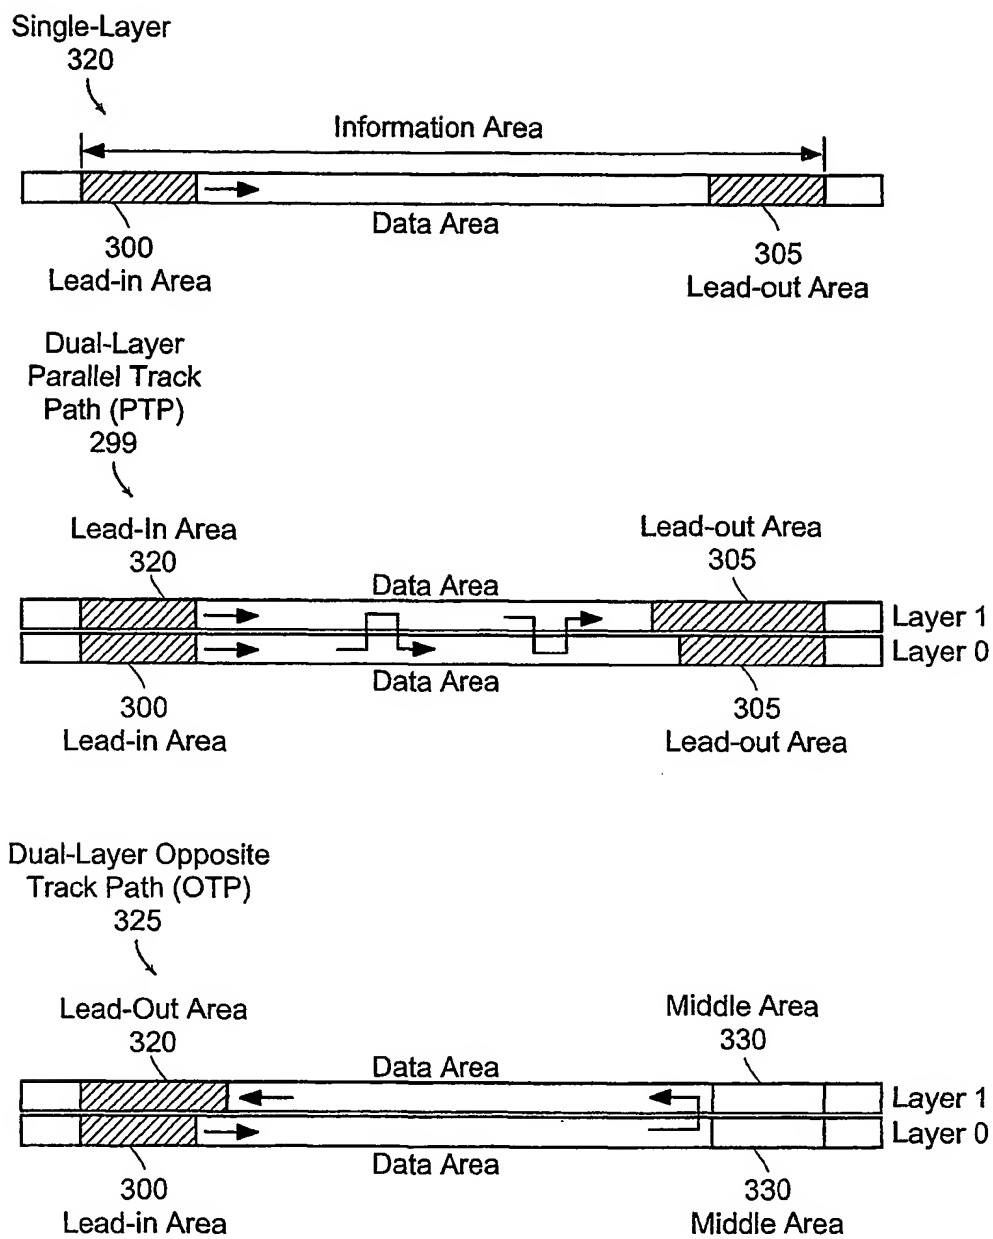 Single-Layer
320
Information Area
Data Area
300
Lead-in Area
305
Lead-out Area
Dual-Layer
Parallel Track
Path (PTP)
299
Lead-In Area
320
Lead-out Area
305
Data Area
Layer 1
Layer 0
Data Area
300
Lead-in Area
305
Lead-out Area
Dual-Layer Opposite
Track Path (OTP)
325
Lead-Out Area
320
Middle Area
330
Data Area
Layer 1
Layer 0
Data Area
300
Lead-in Area
330
Middle Area